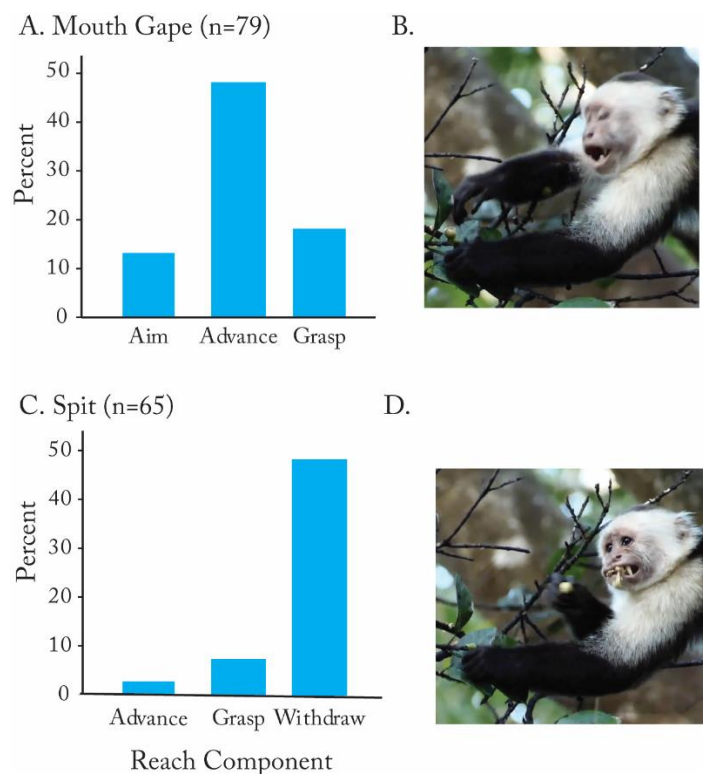 A. Mouth Gape (n=79)
B.
50
40
30
20
10
0
Percent
Aim Advance Grasp
C. Spit (n=65)
D.
50
40
30
20
10
0
Percent
Advance Grasp Withdraw
Reach Component